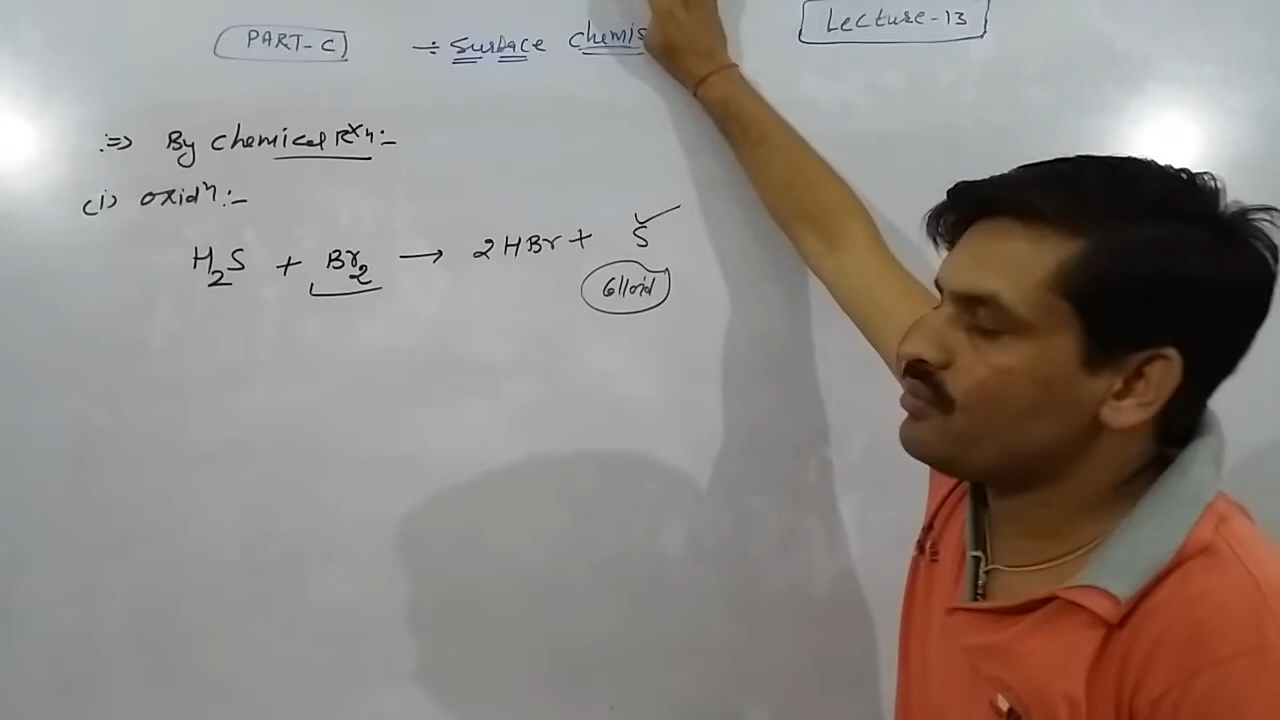 PART-C) ÷ Surface Chemis
Lecture-13
⇒ By Chemical Rxn:-
(i) oxidn:-
H2S + Br2 → 2HBr + S
Colloid